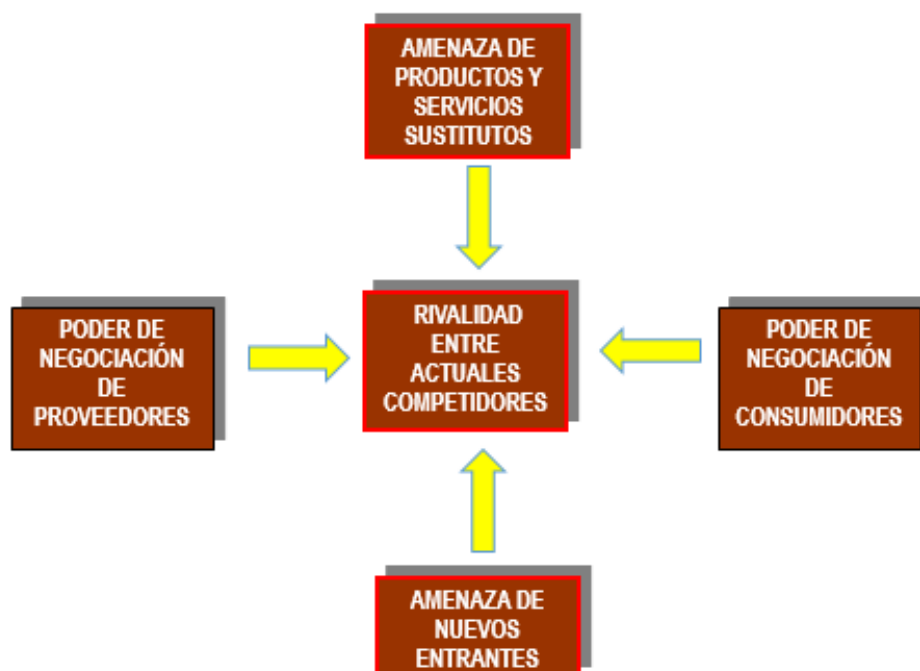 AMENAZA DE
PRODUCTOS Y
SERVICIOS
SUSTITUTOS
PODER DE
NEGOCIACIÓN
DE
PROVEEDORES
RIVALIDAD
ENTRE
ACTUALES
COMPETIDORES
PODER DE
NEGOCIACIÓN
DE
CONSUMIDORES
AMENAZA DE
NUEVOS
ENTRANTES